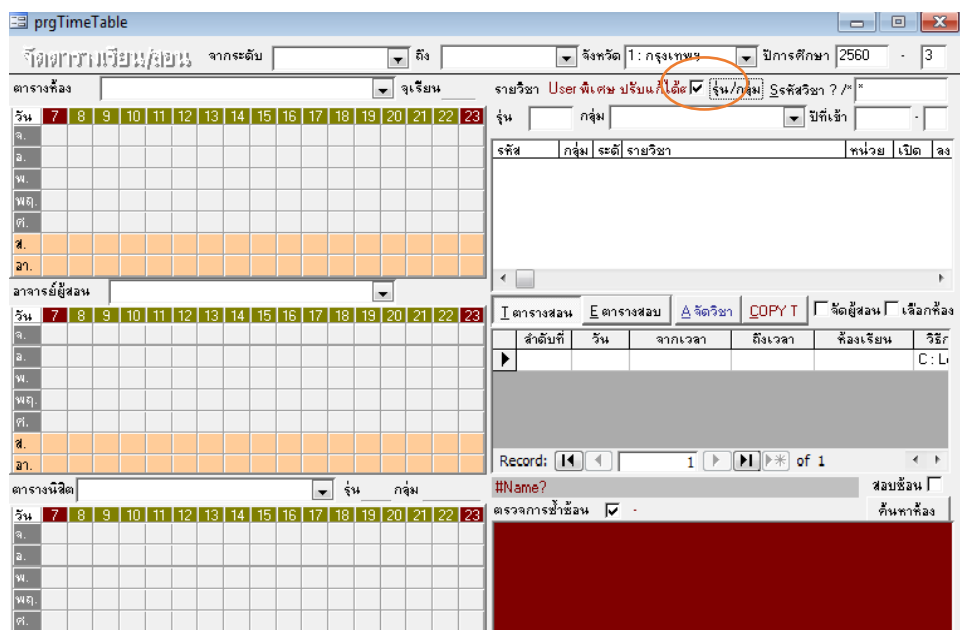 prgTimeTable
จัดตารางเรียน/สอน จากระดับ ถึง จังหวัด 1 : กรุงเทพฯ ปีการศึกษา 2560 - 3
ตารางห้อง จุเรียน รายวิชา User พิเศษ ปรับแก้ได้ รุ่น/กลุ่ม Sรหัสวิชา ? /* *
วัน 7 8 9 10 11 12 13 14 15 16 17 18 19 20 21 22 23 รุ่น กลุ่ม ปีที่เข้า -
จ.
อ.
พ.
พฤ.
ศ.
ส.
อา.
รหัส กลุ่ม ระดั รายวิชา หน่วย เปิด ลง
อาจารย์ผู้สอน
วัน 7 8 9 10 11 12 13 14 15 16 17 18 19 20 21 22 23
จ.
อ.
พ.
พฤ.
ศ.
ส.
อา.
Tตารางสอน Eตารางสอบ A จัดวิชา COPY T จัดผู้สอน เลือกห้อง
ลำดับที่ วัน จากเวลา ถึงเวลา ห้องเรียน วิธีก
C : Le
Record: 1 of 1
ตารางนิสิต รุ่น กลุ่ม #Name? สอบซ้อน
วัน 7 8 9 10 11 12 13 14 15 16 17 18 19 20 21 22 23 ตรวจการซ้ำซ้อน - ค้นหาห้อง
จ.
อ.
พ.
พฤ.
ศ.